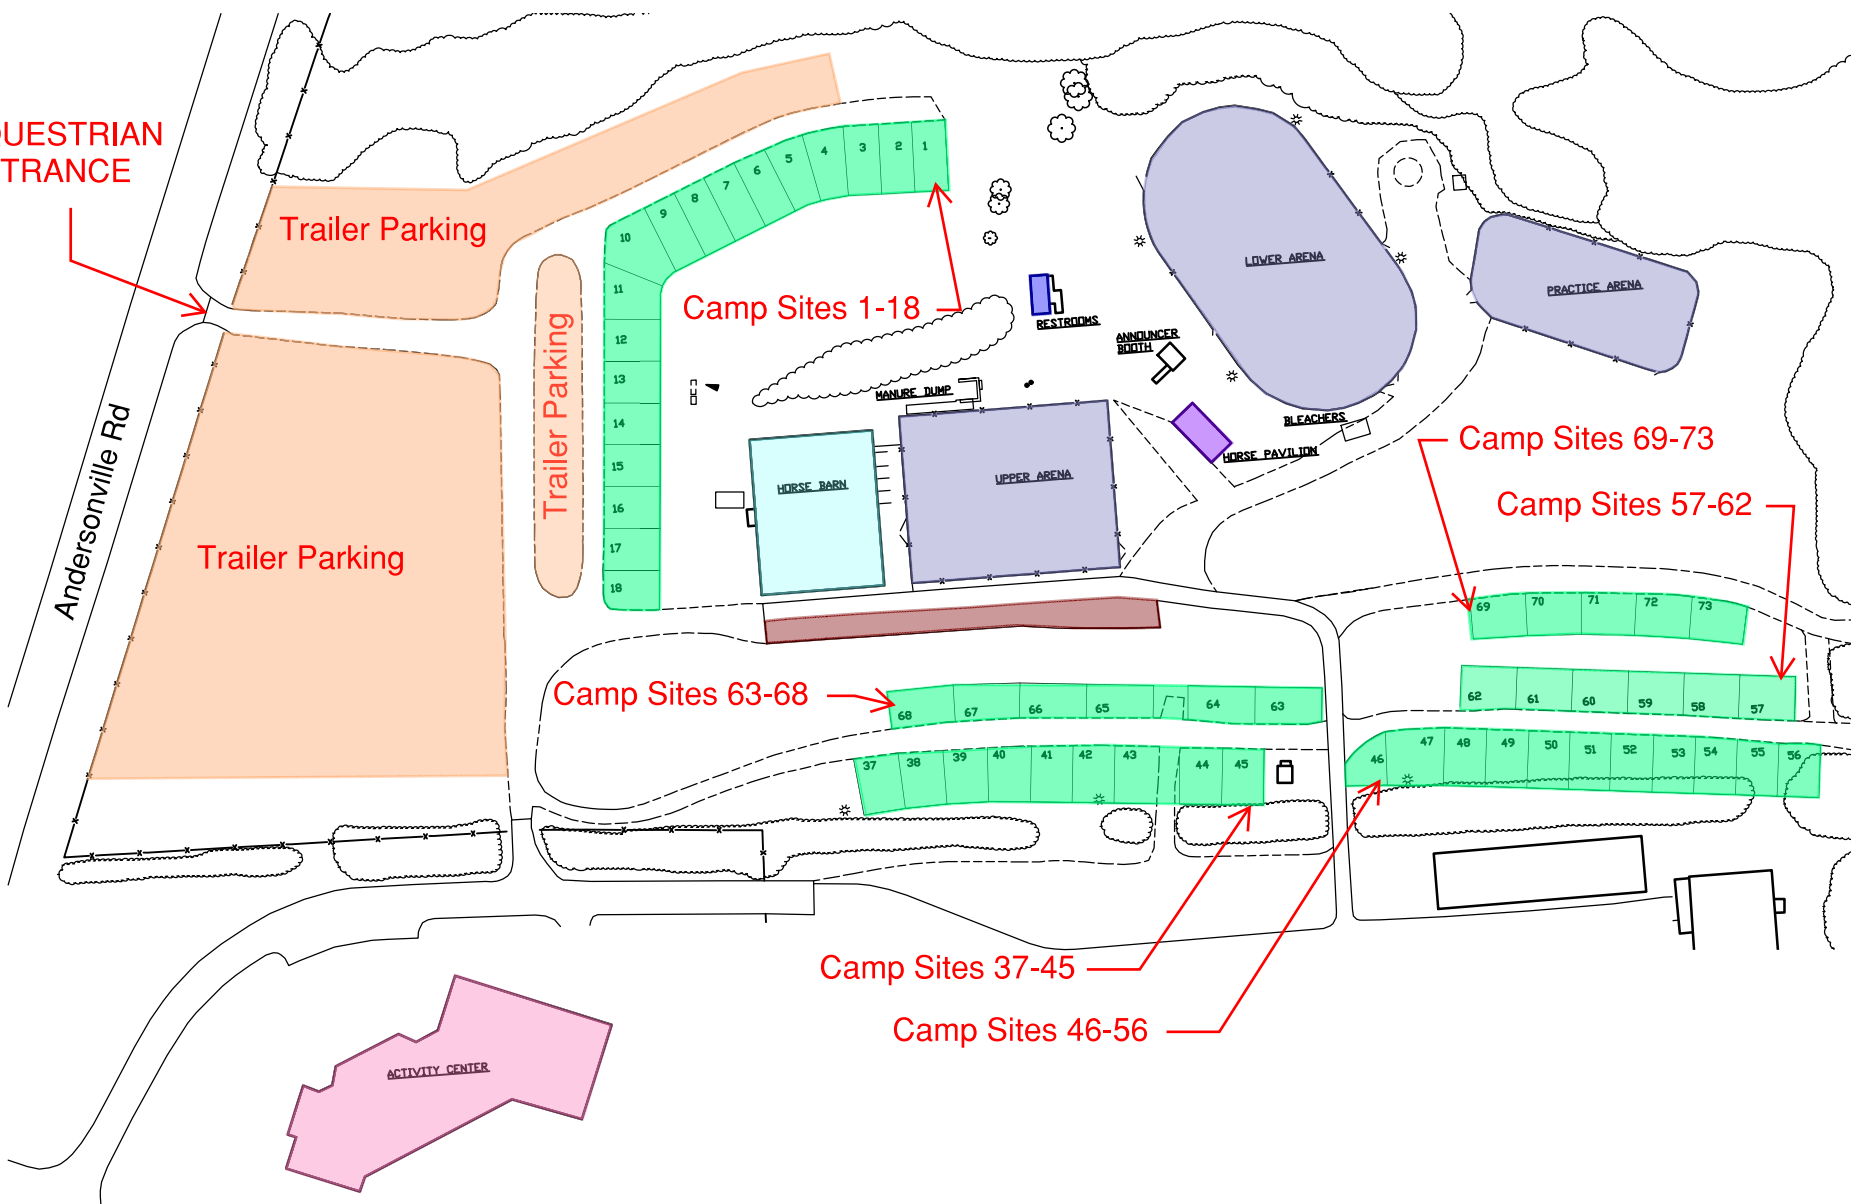 QUESTRIAN
TRANCE
Andersonville Rd
Trailer Parking
Trailer Parking
Trailer Parking
1
2
3
4
5
6
7
8
9
10
11
12
13
14
15
16
17
18
Camp Sites 1-18
RESTROOMS
ANNOUNCER
BOOTH
LOWER ARENA
PRACTICE ARENA
MANURE DUMP
BLEACHERS
HORSE PAVILION
HORSE BARN
UPPER ARENA
Camp Sites 69-73
Camp Sites 57-62
69 70 71 72 73
Camp Sites 63-68
68 67 66 65 64 63
62 61 60 59 58 57
37 38 39 40 41 42 43 44 45
46 47 48 49 50 51 52 53 54 55 56
Camp Sites 37-45
Camp Sites 46-56
ACTIVITY CENTER